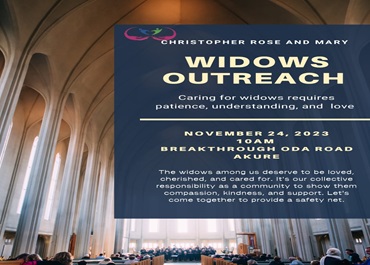 CHRISTOPHER ROSE AND MARY
WIDOWS
OUTREACH
Caring for widows requires
patience, understanding, and love
NOVEMBER 24, 2023
10AM
BREAKTHROUGH ODA ROAD
AKURE
The widows among us deserve to be loved,
cherished, and cared for. It's our collective
responsibility as a community to show them
compassion, kindness, and support. Let's
come together to provide a safety net.